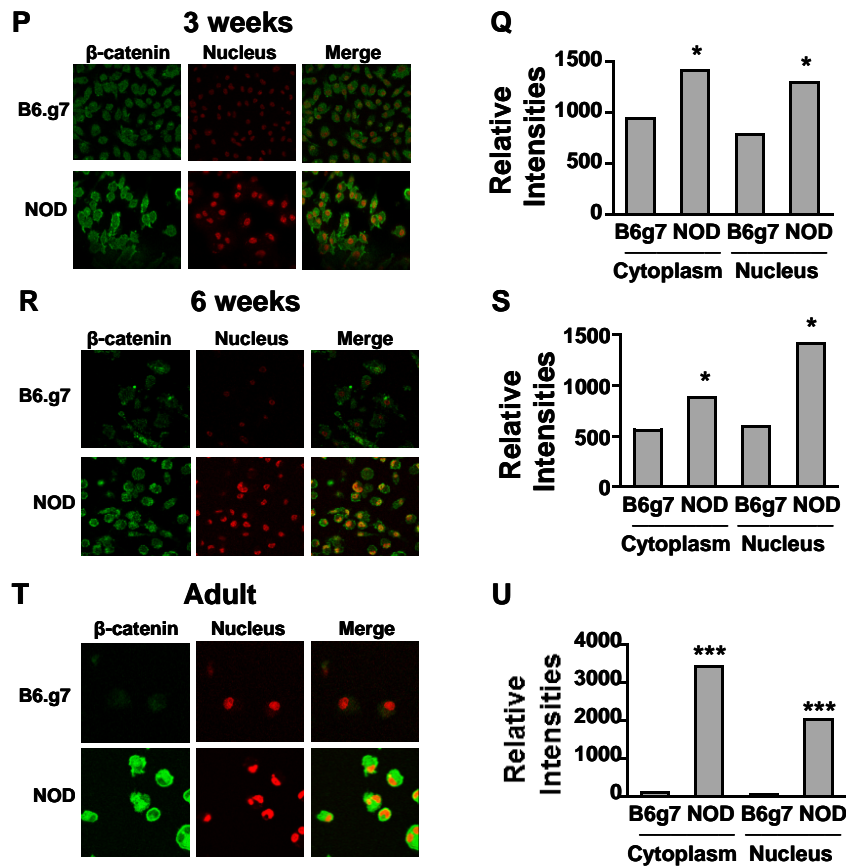 P
3 weeks
β-catenin Nucleus Merge
B6.g7
NOD
Q
Relative Intensities
1500
1000
500
0
*
*
B6g7 NOD B6g7 NOD
Cytoplasm Nucleus
R
6 weeks
β-catenin Nucleus Merge
B6.g7
NOD
S
Relative Intensities
1500
1000
500
0
*
*
B6g7 NOD B6g7 NOD
Cytoplasm Nucleus
T
Adult
β-catenin Nucleus Merge
B6.g7
NOD
U
Relative Intensities
4000
3000
2000
1000
0
***
***
B6g7 NOD B6g7 NOD
Cytoplasm Nucleus